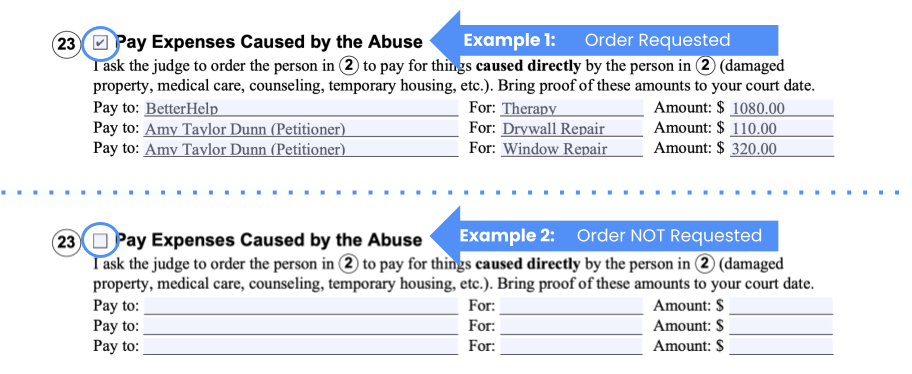 23 ✓ Pay Expenses Caused by the Abuse Example 1: Order Requested
I ask the judge to order the person in 2 to pay for things caused directly by the person in 2 (damaged
property, medical care, counseling, temporary housing, etc.). Bring proof of these amounts to your court date.
Pay to: BetterHelp For: Therapy Amount: $ 1080.00
Pay to: Amy Taylor Dunn (Petitioner) For: Drywall Repair Amount: $ 110.00
Pay to: Amy Taylor Dunn (Petitioner) For: Window Repair Amount: $ 320.00
23 Pay Expenses Caused by the Abuse Example 2: Order NOT Requested
I ask the judge to order the person in 2 to pay for things caused directly by the person in 2 (damaged
property, medical care, counseling, temporary housing, etc.). Bring proof of these amounts to your court date.
Pay to: For: Amount: $
Pay to: For: Amount: $
Pay to: For: Amount: $